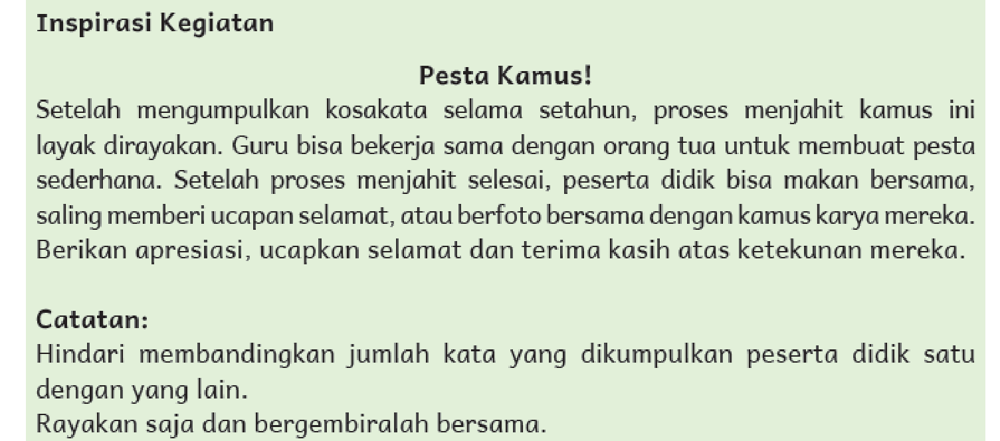 Inspirasi Kegiatan
Pesta Kamus!
Setelah mengumpulkan kosakata selama setahun, proses menjahit kamus ini
layak dirayakan. Guru bisa bekerja sama dengan orang tua untuk membuat pesta
sederhana. Setelah proses menjahit selesai, peserta didik bisa makan bersama,
saling memberi ucapan selamat, atau berfoto bersama dengan kamus karya mereka.
Berikan apresiasi, ucapkan selamat dan terima kasih atas ketekunan mereka.
Catatan:
Hindari membandingkan jumlah kata yang dikumpulkan peserta didik satu
dengan yang lain.
Rayakan saja dan bergembiralah bersama.